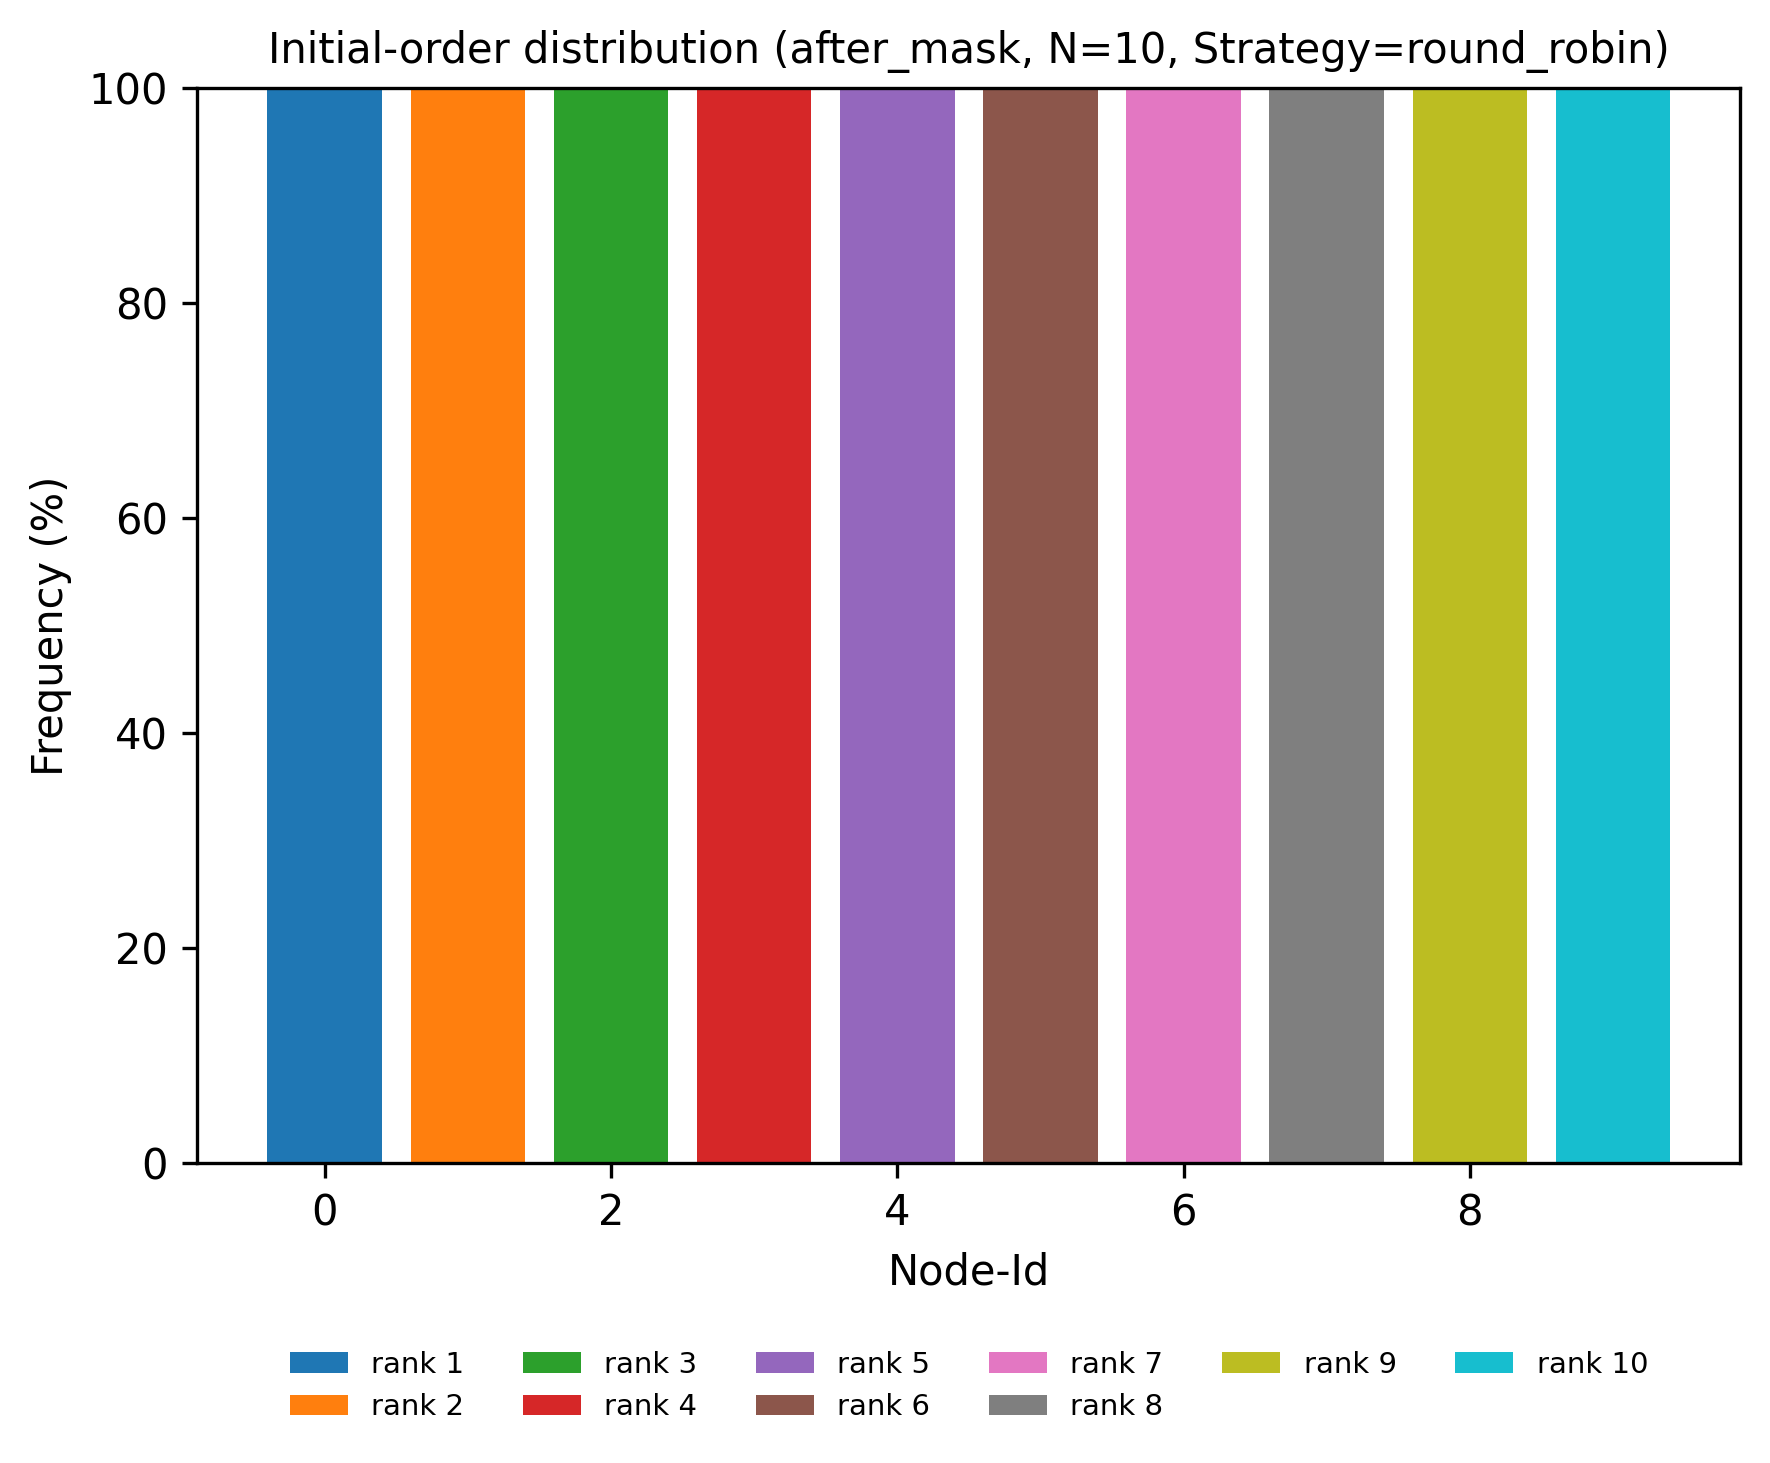 Initial-order distribution (after_mask, N=10, Strategy=round_robin)
100
80
60
40
20
0
Frequency (%)
0 2 4 6 8
Node-Id
rank 1 rank 3 rank 5 rank 7 rank 9 rank 10
rank 2 rank 4 rank 6 rank 8